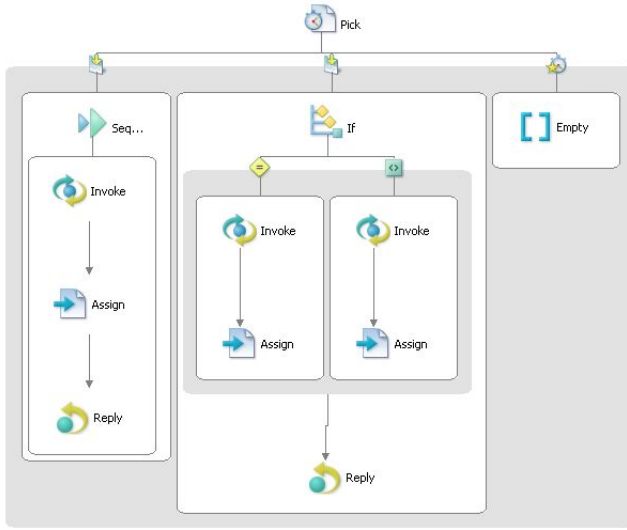 Pick
Seq...
Invoke
Assign
Reply
If
=
<>
Invoke
Assign
Invoke
Assign
Reply
Empty